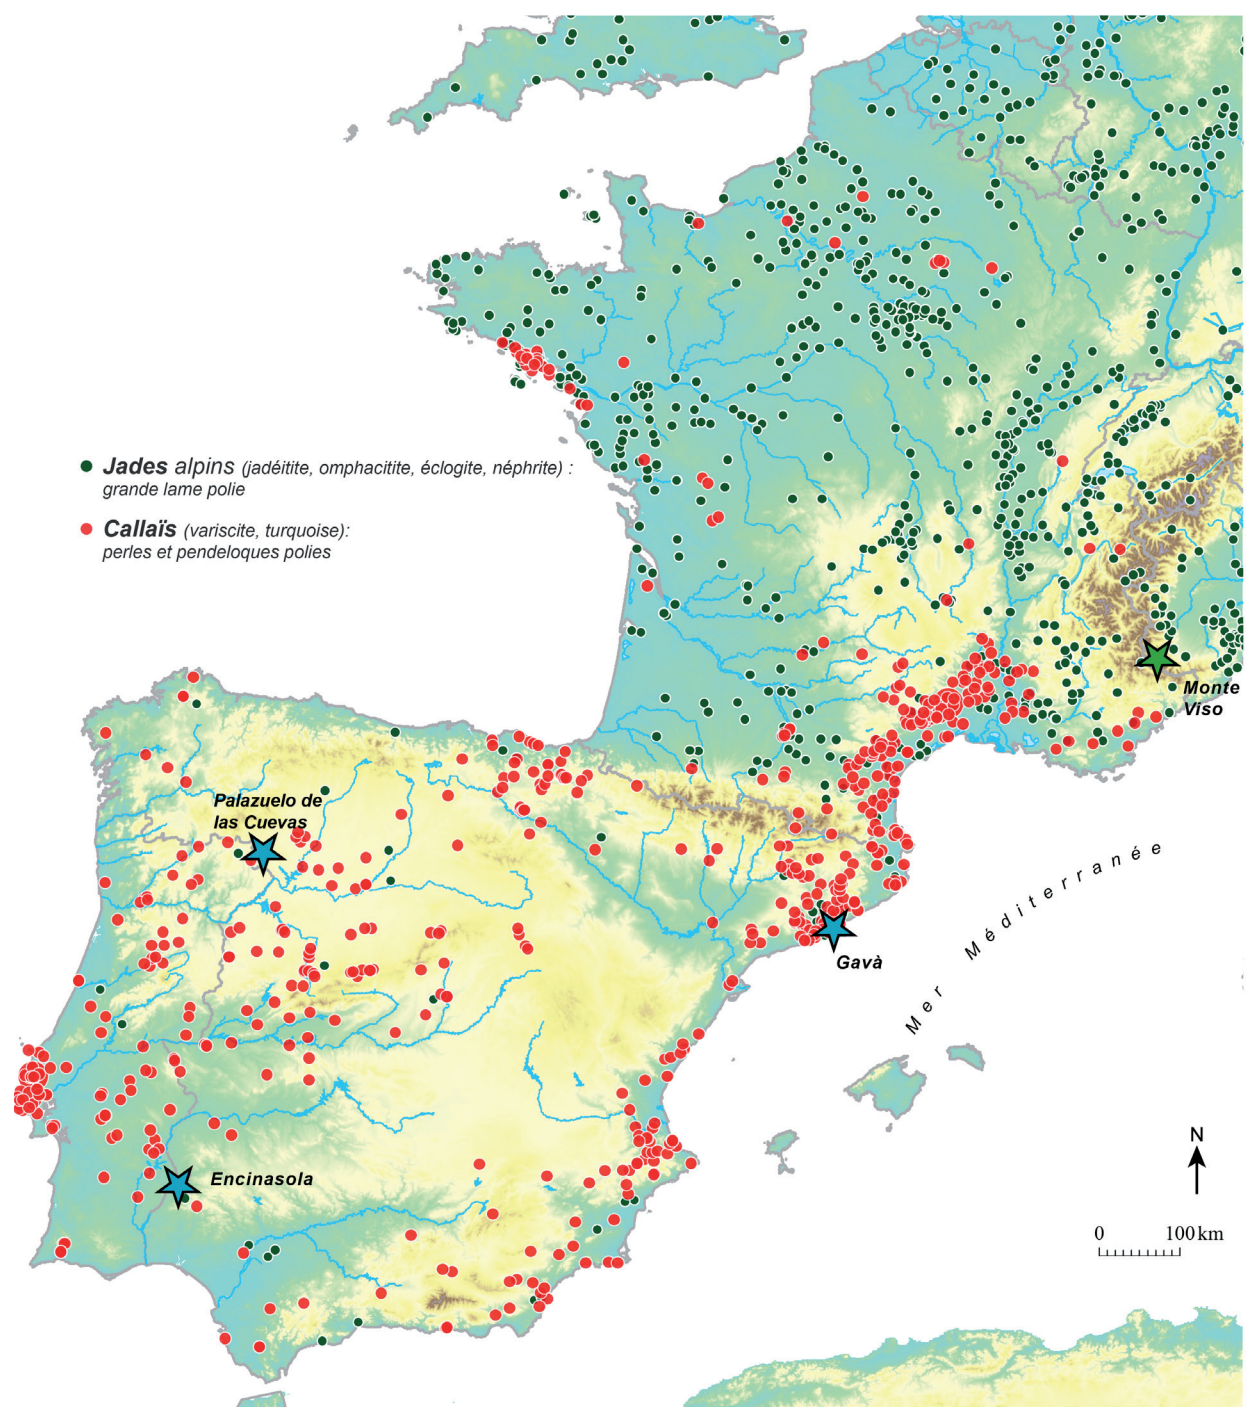 Jades alpins (jadéitite, omphacitite, éclogite, néphrite) :
grande lame polie
Callaïs (variscite, turquoise):
perles et pendeloques polies
Monte
Viso
Palazuelo de
las Cuevas
Mer Méditerranée
Gavà
Encinasola
N
0 100 km